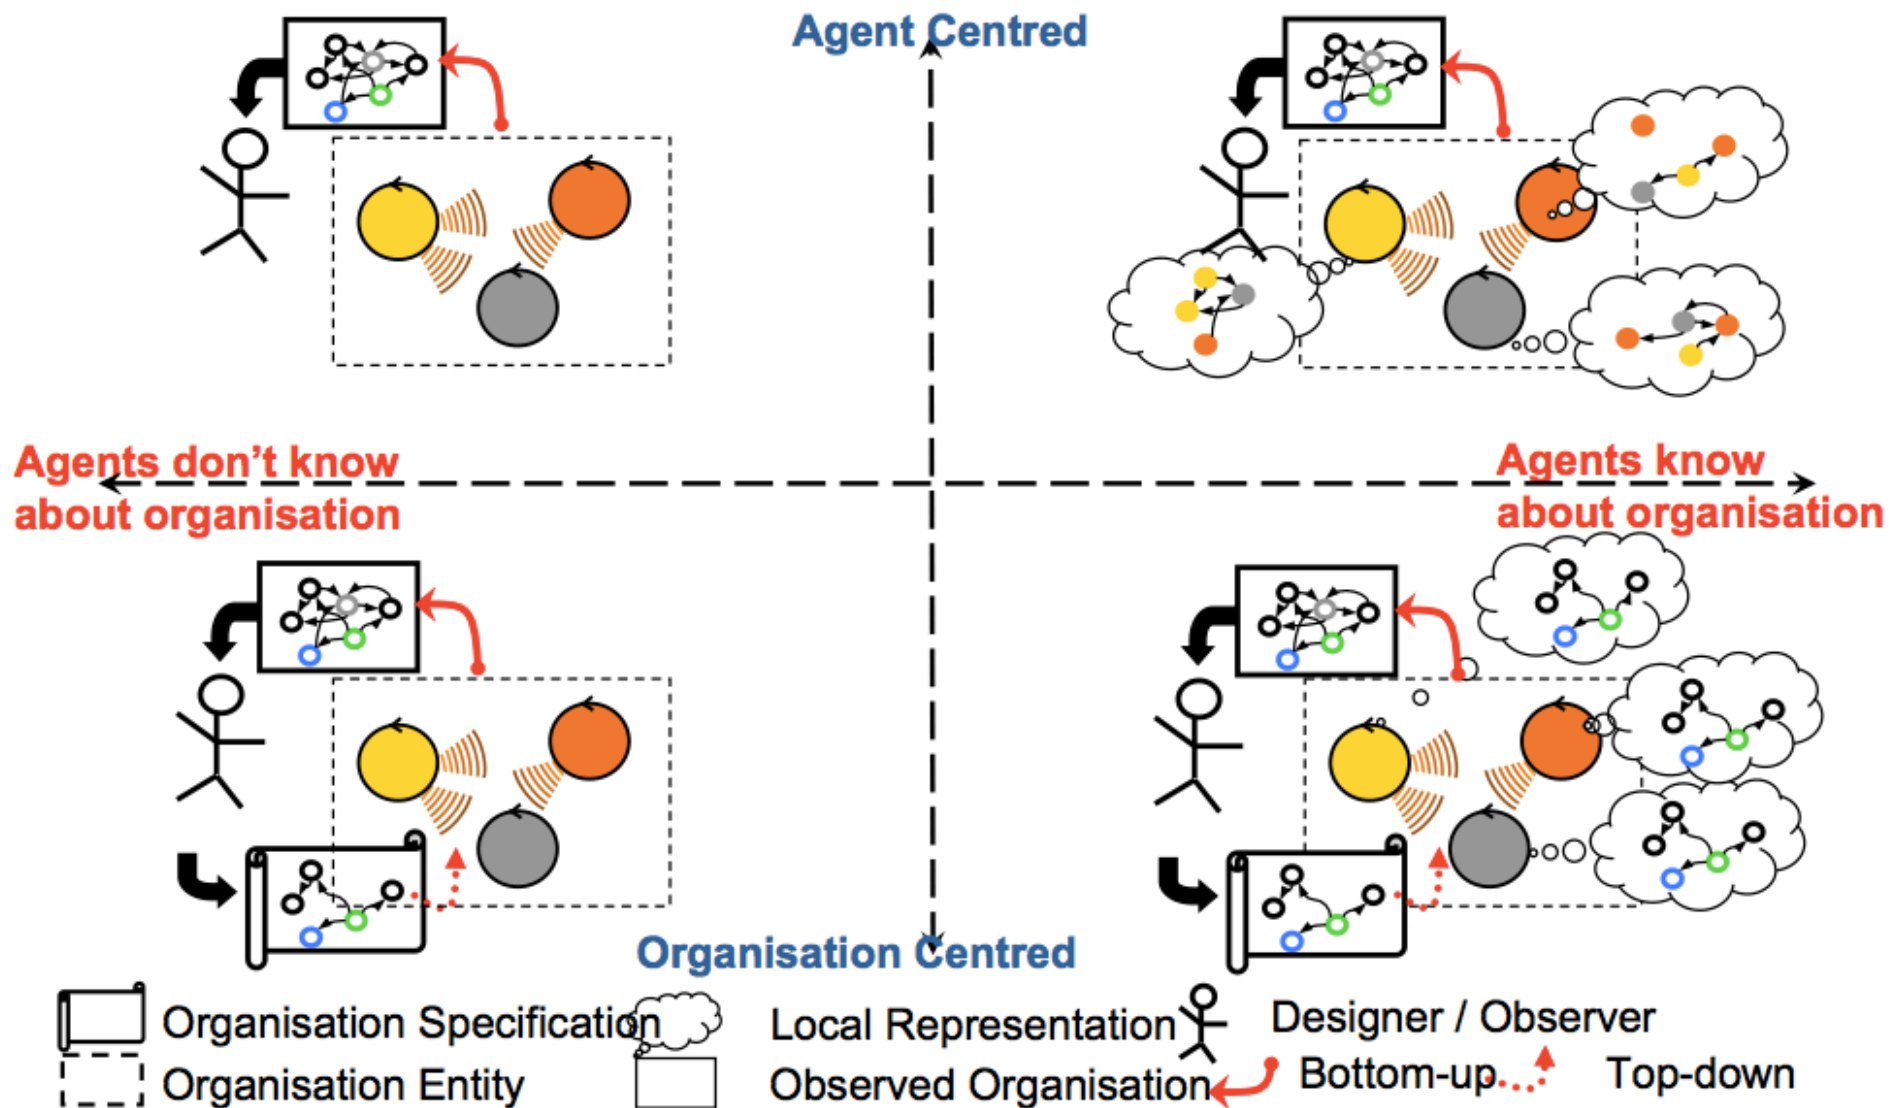 Agent Centred
Agents don't know
about organisation
Agents know
about organisation
Organisation Centred
Organisation Specification
Local Representation
Designer / Observer
Organisation Entity
Observed Organisation
Bottom-up
Top-down